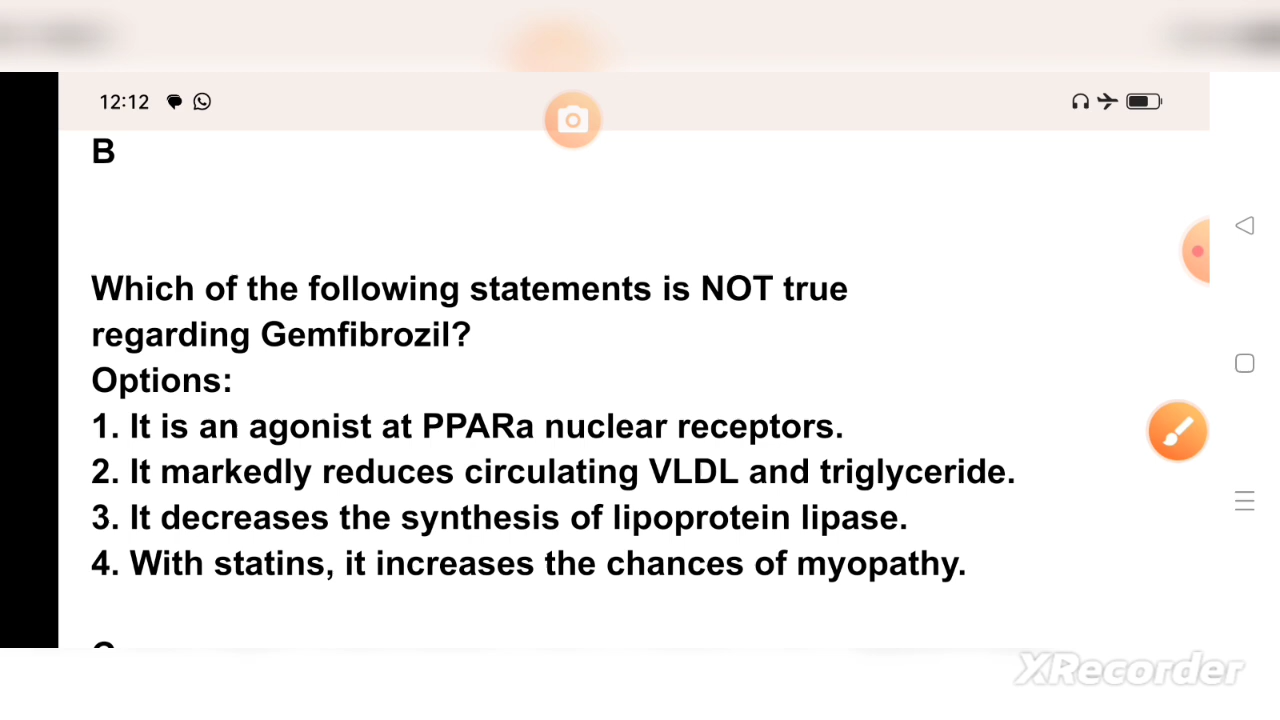 12:12
B
Which of the following statements is NOT true
regarding Gemfibrozil?
Options:
1. It is an agonist at PPARa nuclear receptors.
2. It markedly reduces circulating VLDL and triglyceride.
3. It decreases the synthesis of lipoprotein lipase.
4. With statins, it increases the chances of myopathy.
XRecorder